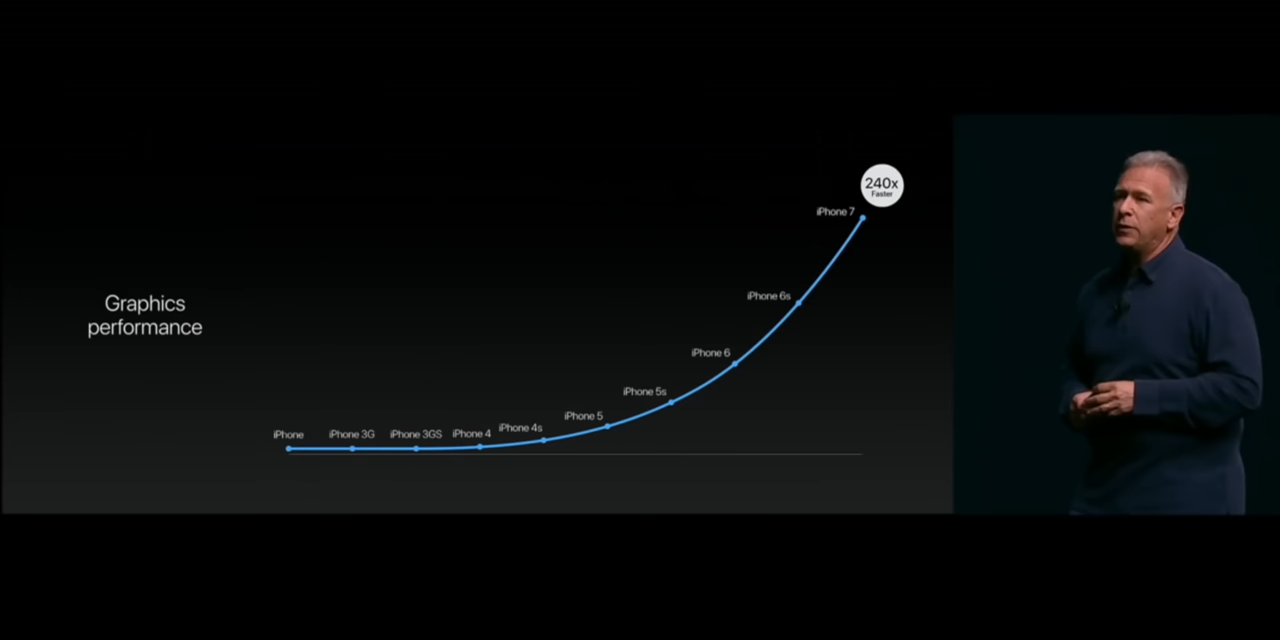 Graphics
performance
iPhone
iPhone 3G
iPhone 3GS
iPhone 4
iPhone 4s
iPhone 5
iPhone 5s
iPhone 6
iPhone 6s
iPhone 7
240x
Faster